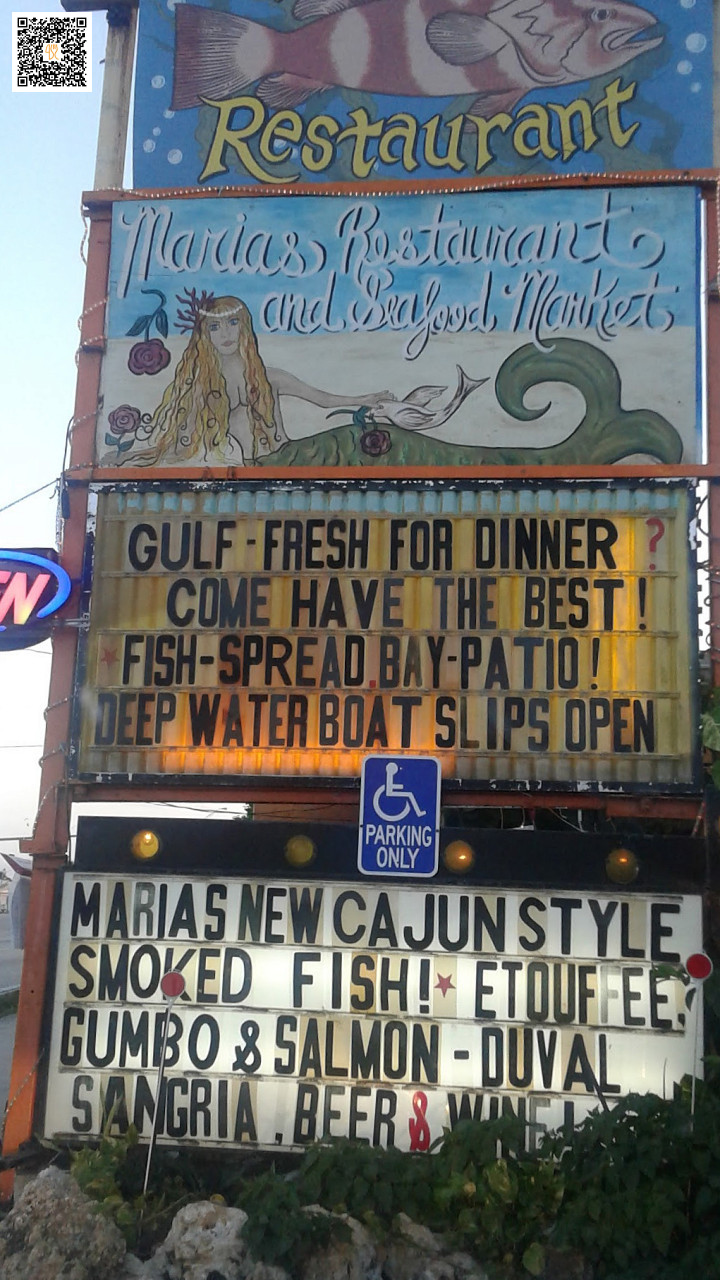 Restaurant
Marias Restaurant
and Seafood Market
GULF-FRESH FOR DINNER ?
COME HAVE THE BEST!
FISH-SPREAD.BAY-PATIO!
DEEP WATER BOAT SLIPS OPEN
PARKING
ONLY
MARIAS NEW CAJUN STYLE
SMOKED FISH! ETOUFFEE,
GUMBO & SALMON - DUVAL
SANGRIA, BEER & WINE!